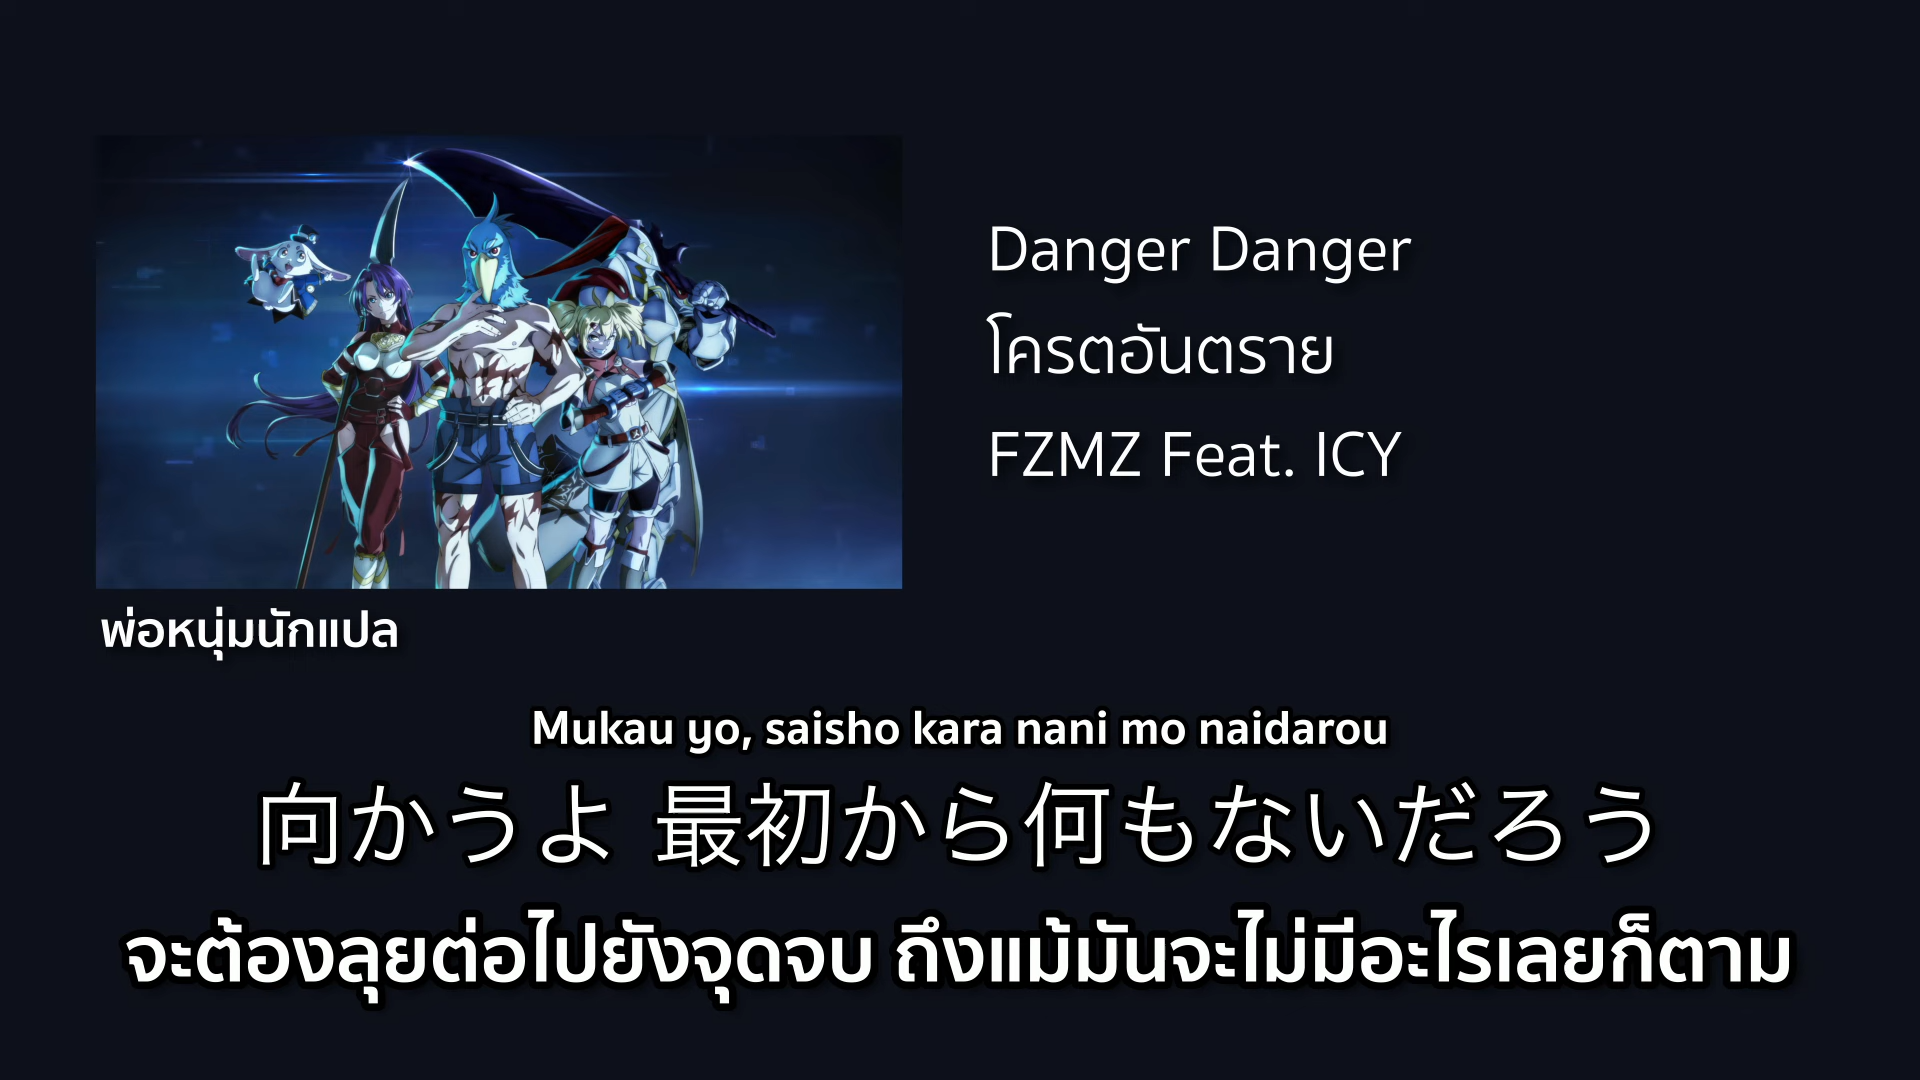 Danger Danger
โครตอันตราย
FZMZ Feat. ICY
พ่อหนุ่มนักแปล
Mukau yo, saisho kara nani mo naidarou
向かうよ 最初から何もないだろう
จะต้องลุยต่อไปยังจุดจบ ถึงแม้มันจะไม่มีอะไรเลยก็ตาม